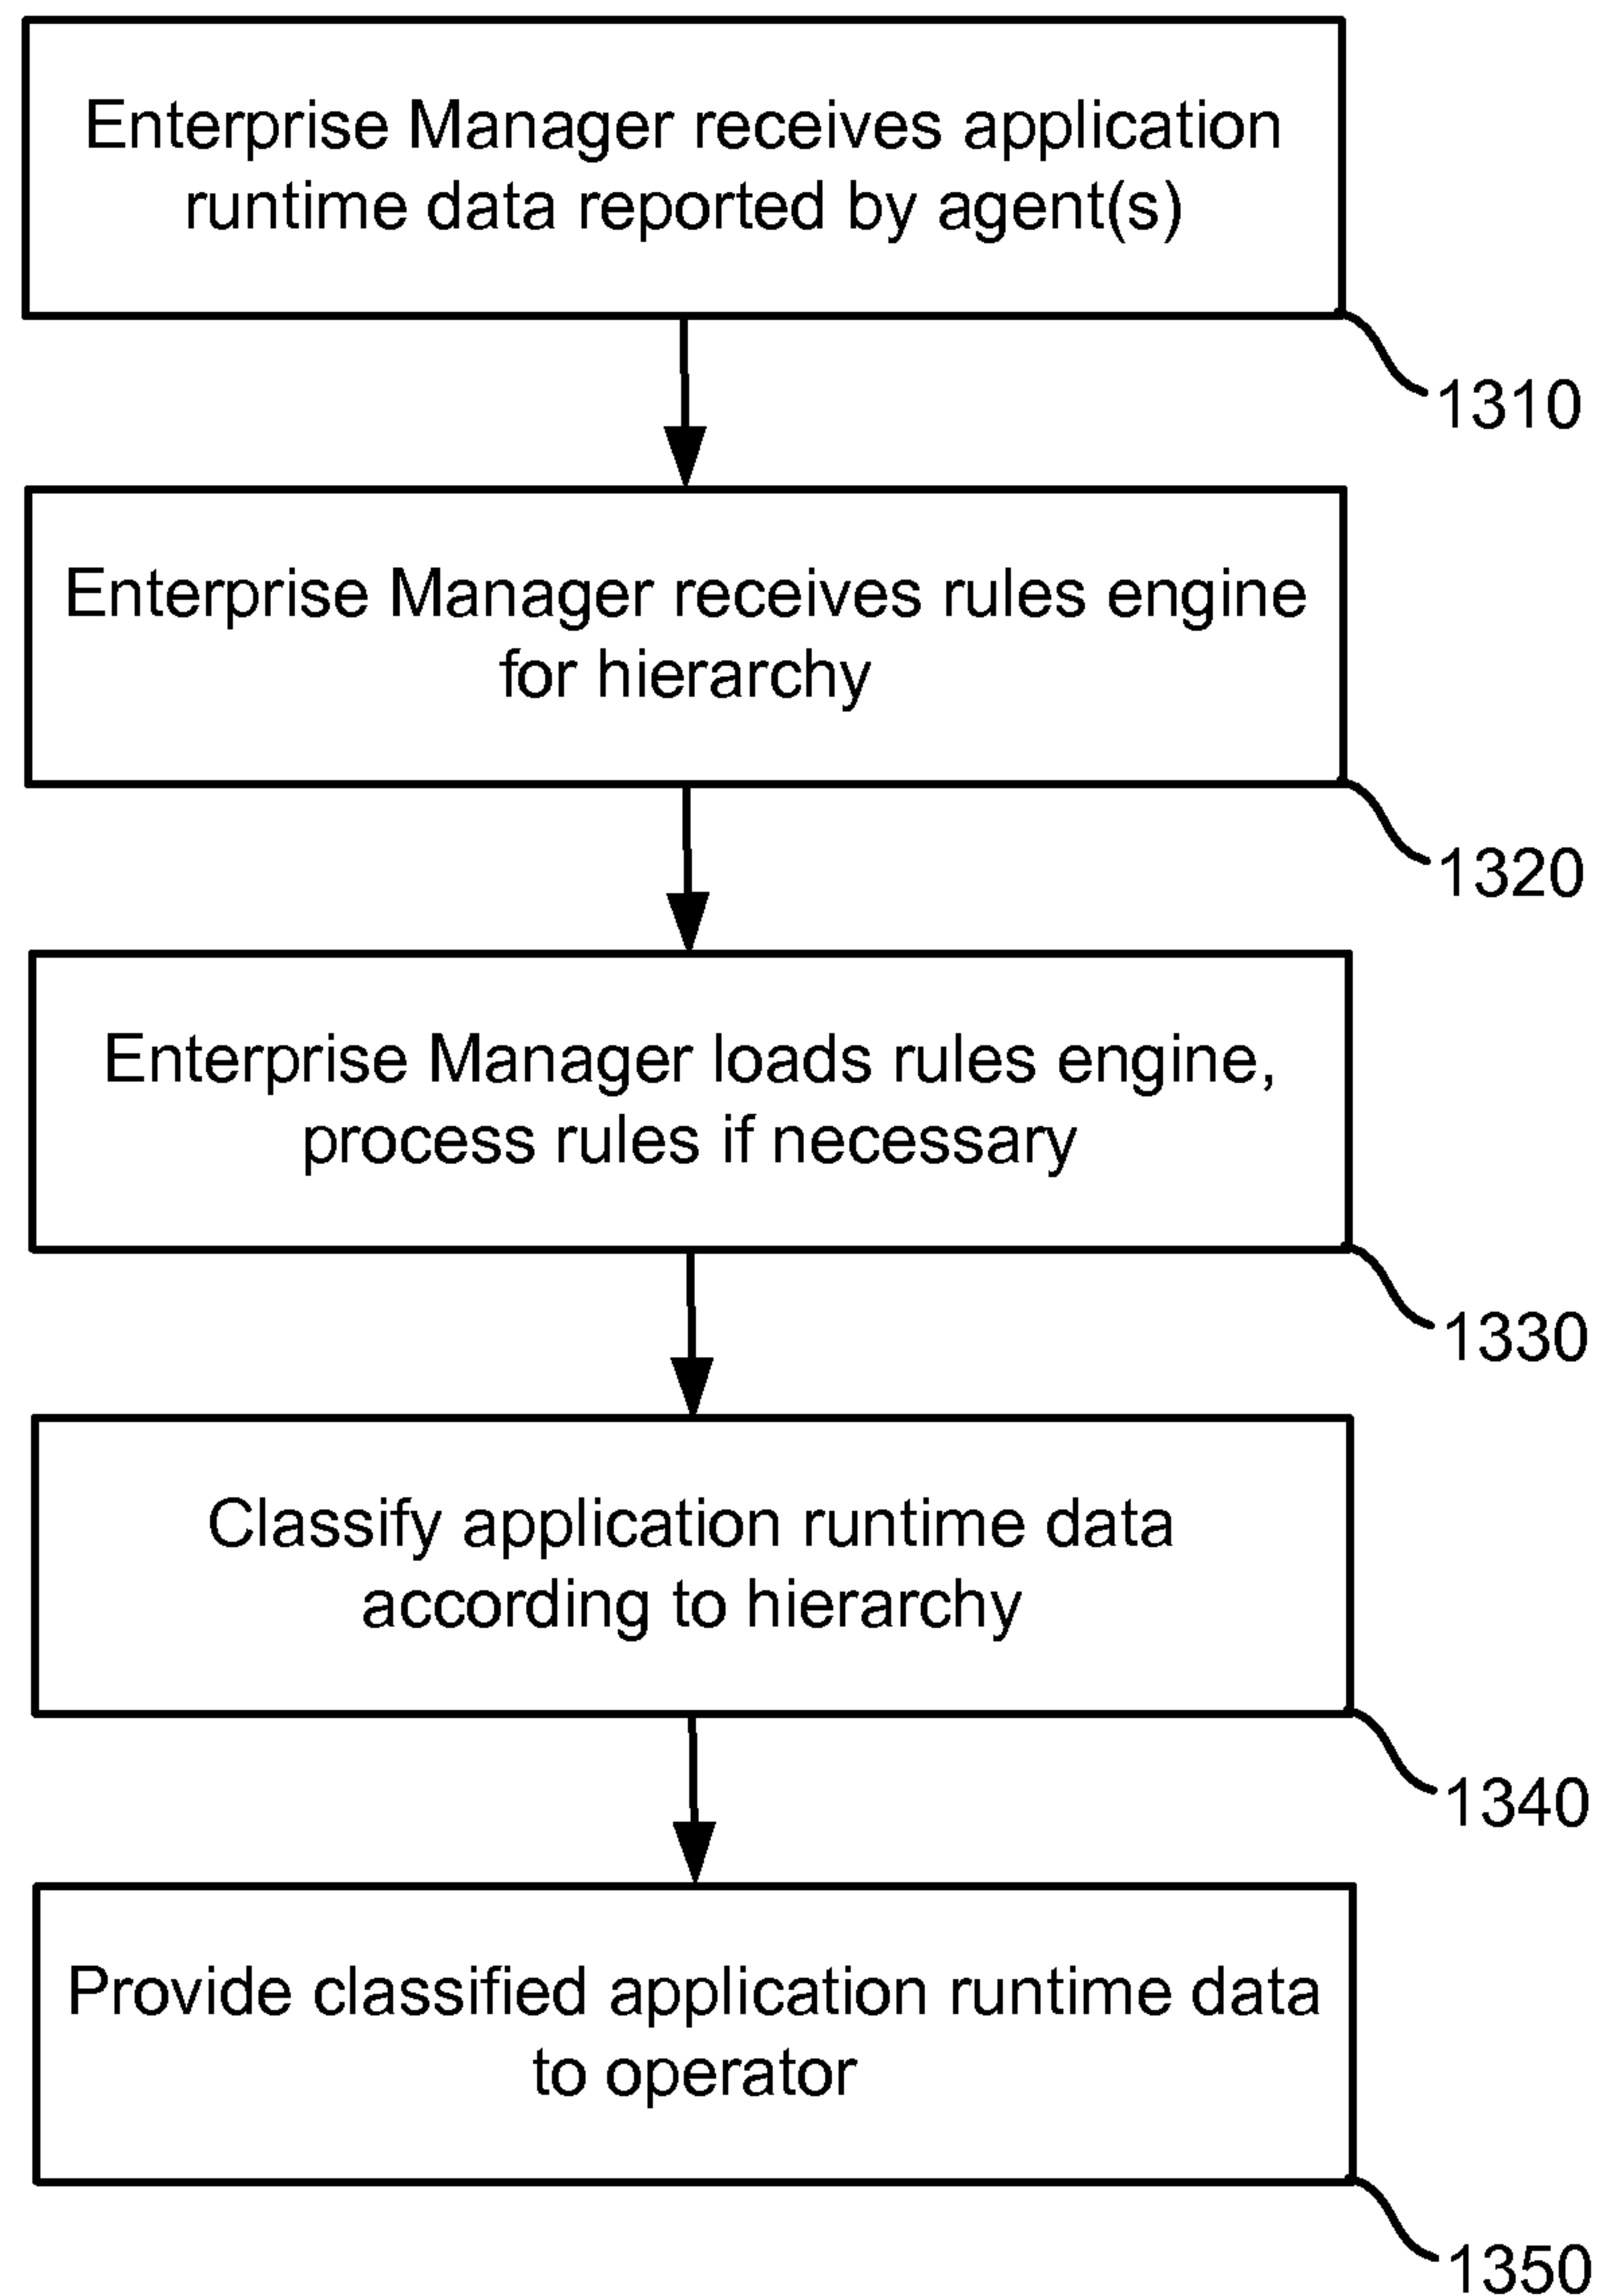 Enterprise Manager receives application
runtime data reported by agent(s)
1310
Enterprise Manager receives rules engine
for hierarchy
1320
Enterprise Manager loads rules engine,
process rules if necessary
1330
Classify application runtime data
according to hierarchy
1340
Provide classified application runtime data
to operator
1350